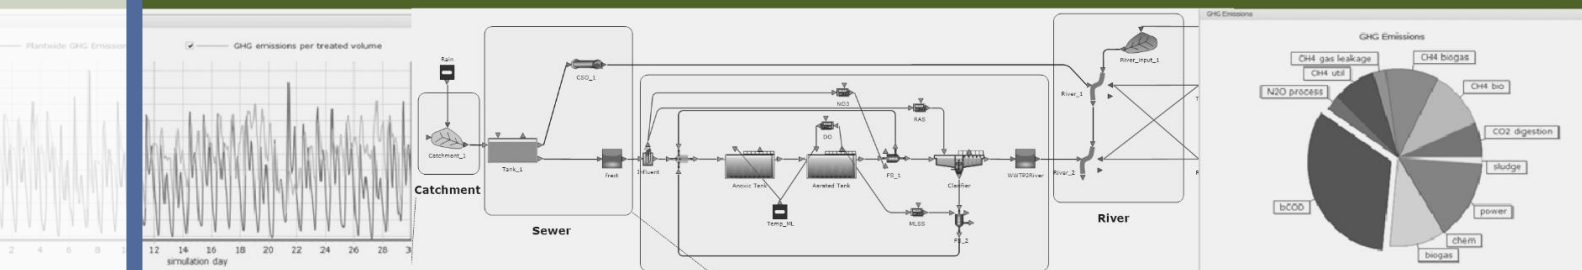 Plantwide GHG Emission
2 4 6 8
GHG emissions per treated volume
12 14 16 18 20 22 24 26 28
simulation day
Rain
Catchment_1
Catchment
Tank_1
CSO_1
Sewer
Fract
Influent
Anoxic Tank
Aerated Tank
Temp_ML
DO
NO3
RAS
FS_1
MLSS
Clarifier
FS_2
WWTP2River
River_Input_1
River_1
River_2
River
GHG Emissions
GHG Emissions
CH4 gas leakage
CH4 biogas
CH4 util
CH4 bio
N2O process
CO2 digestion
sludge
bCOD
power
chem
biogas